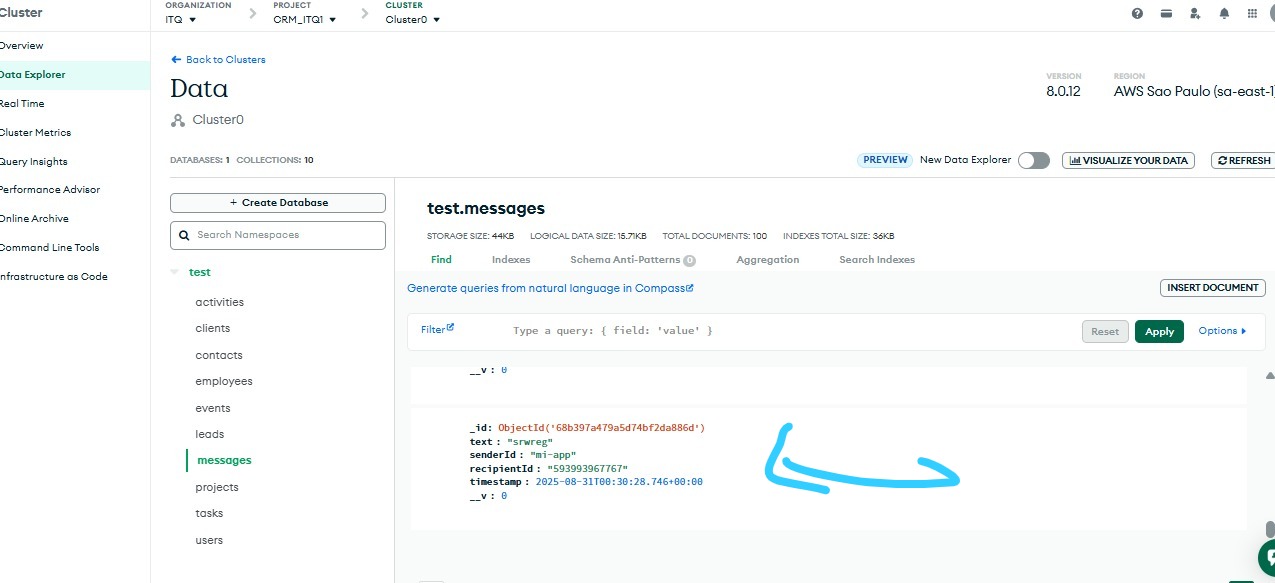 Cluster
ORGANIZATION
ITQ
PROJECT
CRM_ITQ1
CLUSTER
Cluster0
Overview
Data Explorer
Real Time
Cluster Metrics
Query Insights
Performance Advisor
Online Archive
Command Line Tools
Infrastructure as Code
Back to Clusters
Data
Cluster0
VERSION
8.0.12
REGION
AWS Sao Paulo (sa-east-1)
DATABASES: 1 COLLECTIONS: 10
PREVIEW New Data Explorer
VISUALIZE YOUR DATA
REFRESH
+ Create Database
Search Namespaces
test
activities
clients
contacts
employees
events
leads
messages
projects
tasks
users
test.messages
STORAGE SIZE: 44KB LOGICAL DATA SIZE: 15.71KB TOTAL DOCUMENTS: 100 INDEXES TOTAL SIZE: 36KB
Find Indexes Schema Anti-Patterns 0 Aggregation Search Indexes
Generate queries from natural language in Compass
INSERT DOCUMENT
Filter
Type a query: { field: 'value' }
Reset
Apply
Options
__v: 0
_id: ObjectId('68b397a479a5d74bf2da886d')
text: "srwreg"
senderId: "mi-app"
recipientId: "593993967767"
timestamp: 2025-08-31T00:30:28.746+00:00
__v: 0